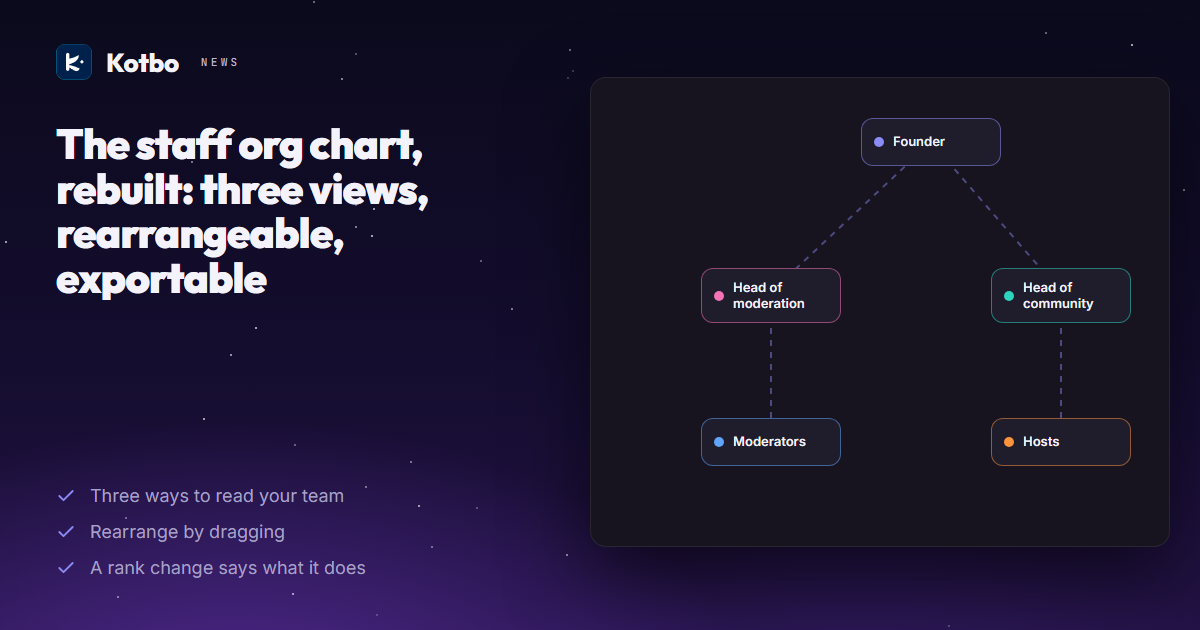 Kotbo
NEWS
The staff org chart,
rebuilt: three views,
rearrangeable,
exportable
Three ways to read your team
Rearrange by dragging
A rank change says what it does
Founder
Head of
moderation
Head of
community
Moderators
Hosts